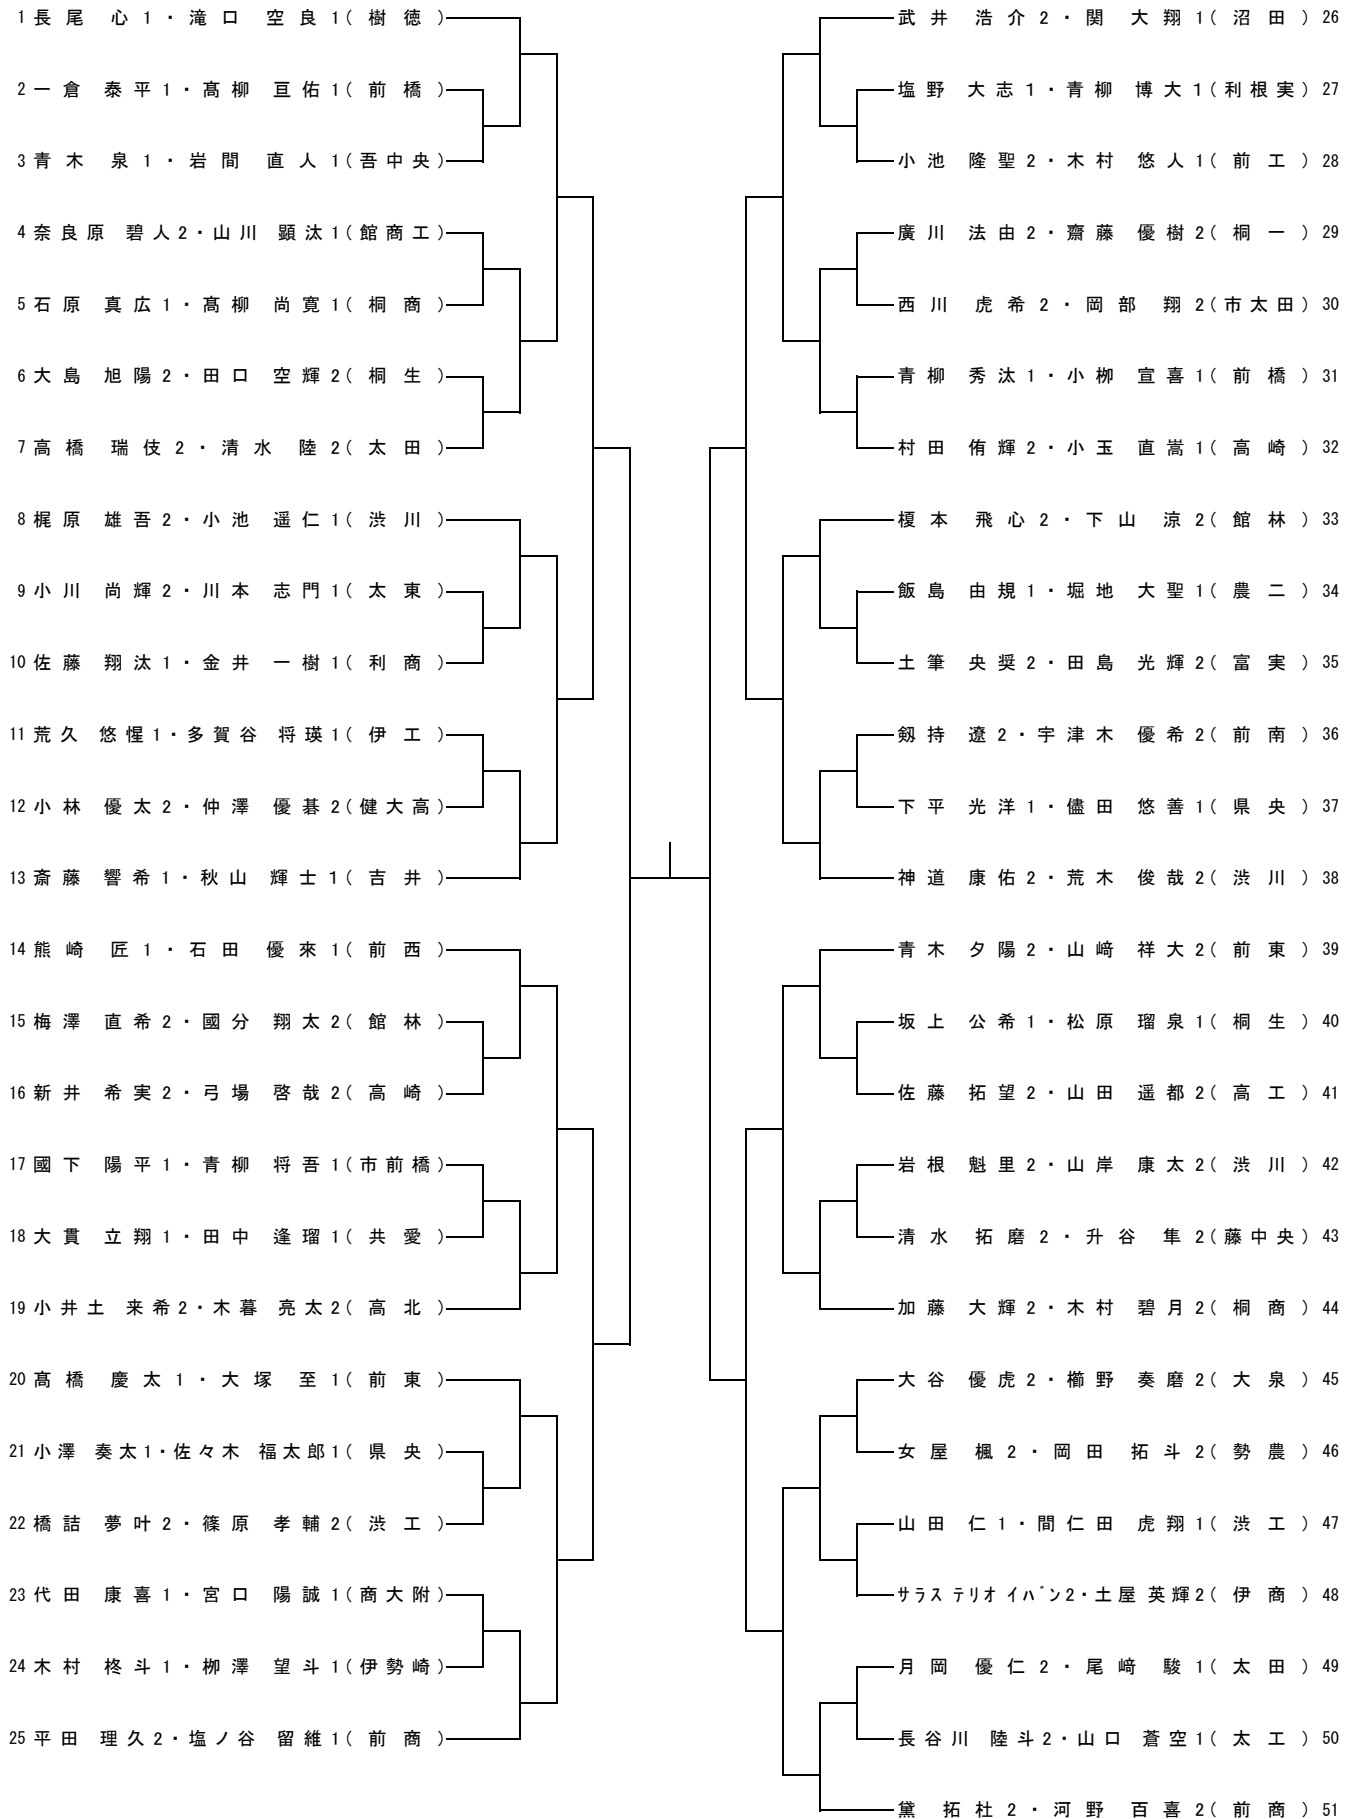 1 長尾 心 1・滝口 空良 1( 樹徳 )
2 一倉 泰平 1・髙柳 亘佑 1( 前橋 )
3 青木 泉 1・岩間 直人 1(吾中央)
4 奈良原 碧人 2・山川 顕汰 1(館商工)
5 石原 真広 1・髙柳 尚寛 1( 桐商 )
6 大島 旭陽 2・田口 空輝 2( 桐生 )
7 高橋 瑞伎 2・清水 陸 2( 太田 )
8 梶原 雄吾 2・小池 遥仁 1( 渋川 )
9 小川 尚輝 2・川本 志門 1( 太東 )
10 佐藤 翔汰 1・金井 一樹 1( 利商 )
11 荒久 悠惺 1・多賀谷 将瑛 1( 伊工 )
12 小林 優太 2・仲澤 優碁 2(健大高)
13 斎藤 響希 1・秋山 輝士 1( 吉井 )
14 熊崎 匠 1・石田 優來 1( 前西 )
15 梅澤 直希 2・國分 翔太 2( 館林 )
16 新井 希実 2・弓場 啓哉 2( 高崎 )
17 國下 陽平 1・青柳 将吾 1(市前橋)
18 大貫 立翔 1・田中 逢瑠 1( 共愛 )
19 小井土 来希 2・木暮 亮太 2( 高北 )
20 髙橋 慶太 1・大塚 至 1( 前東 )
21 小澤 奏太 1・佐々木 福太郎 1( 県央 )
22 橋詰 夢叶 2・篠原 孝輔 2( 渋工 )
23 代田 康喜 1・宮口 陽誠 1(商大附)
24 木村 柊斗 1・栁澤 望斗 1(伊勢崎)
25 平田 理久 2・塩ノ谷 留維 1( 前商 )
武井 浩介 2・関 大翔 1( 沼田 ) 26
塩野 大志 1・青柳 博大 1(利根実) 27
小池 隆聖 2・木村 悠人 1( 前工 ) 28
廣川 法由 2・齋藤 優樹 2( 桐一 ) 29
西川 虎希 2・岡部 翔 2(市太田) 30
青柳 秀汰 1・小栁 宣喜 1( 前橋 ) 31
村田 侑輝 2・小玉 直嵩 1( 高崎 ) 32
榎本 飛心 2・下山 涼 2( 館林 ) 33
飯島 由規 1・堀地 大聖 1( 農二 ) 34
土筆 央奨 2・田島 光輝 2( 富実 ) 35
剱持 遼 2・宇津木 優希 2( 前南 ) 36
下平 光洋 1・儘田 悠善 1( 県央 ) 37
神道 康佑 2・荒木 俊哉 2( 渋川 ) 38
青木 夕陽 2・山﨑 祥大 2( 前東 ) 39
坂上 公希 1・松原 瑠泉 1( 桐生 ) 40
佐藤 拓望 2・山田 遥都 2( 高工 ) 41
岩根 魁里 2・山岸 康太 2( 渋川 ) 42
清水 拓磨 2・升谷 隼 2(藤中央) 43
加藤 大輝 2・木村 碧月 2( 桐商 ) 44
大谷 優虎 2・櫛野 奏磨 2( 大泉 ) 45
女屋 楓 2・岡田 拓斗 2( 勢農 ) 46
山田 仁 1・間仁田 虎翔 1( 渋工 ) 47
ｻﾗｽ ﾃﾘｵ ｲﾊﾞﾝ 2・土屋 英輝 2( 伊商 ) 48
月岡 優仁 2・尾﨑 駿 1( 太田 ) 49
長谷川 陸斗 2・山口 蒼空 1( 太工 ) 50
黛 拓杜 2・河野 百喜 2( 前商 ) 51